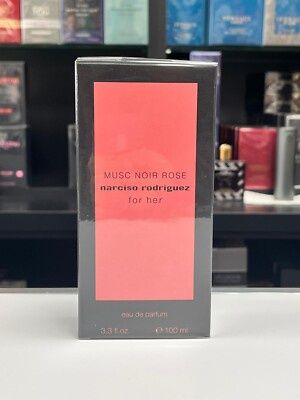 MUSC NOIR ROSE
narciso rodriguez
for her
eau de parfum
3.3 fl.oz. ℮ 100 ml